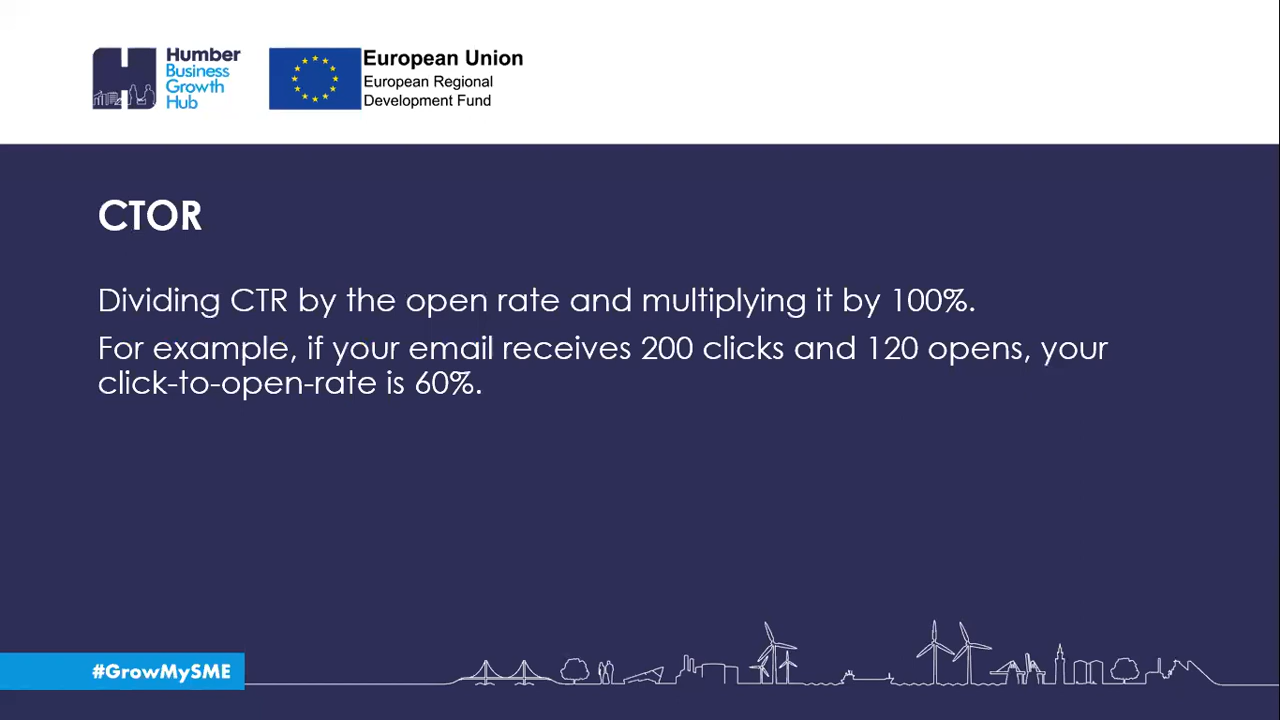 Humber
Business
Growth
Hub
European Union
European Regional
Development Fund
CTOR
Dividing CTR by the open rate and multiplying it by 100%.
For example, if your email receives 200 clicks and 120 opens, your
click-to-open-rate is 60%.
#GrowMySME